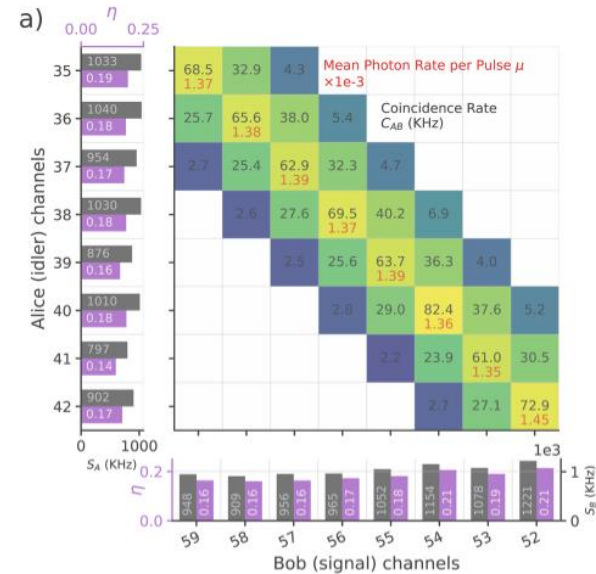 a)
η
0.00 0.25
Mean Photon Rate per Pulse μ
×1e-3
Coincidence Rate
C_AB (KHz)
Alice (idler) channels
35 1033 0.19 68.5 32.9 4.3
1.37
36 1040 0.18 25.7 65.6 38.0 5.4
1.38
37 954 0.17 2.7 25.4 62.9 32.3 4.7
1.39
38 1030 0.18 2.6 27.6 69.5 40.2 6.9
1.37
39 876 0.16 2.5 25.6 63.7 36.3 4.0
1.39
40 1010 0.18 2.8 29.0 82.4 37.6 5.2
1.36
41 797 0.14 2.2 23.9 61.0 30.5
1.35
42 902 0.17 2.7 27.1 72.9
1.45
0 1000
S_A (KHz)
1e3
η
0.2
0.0
948 0.16 909 0.16 956 0.16 965 0.17 1052 0.18 1154 0.21 1078 0.19 1221 0.21
1
0
S_B (KHz)
59 58 57 56 55 54 53 52
Bob (signal) channels